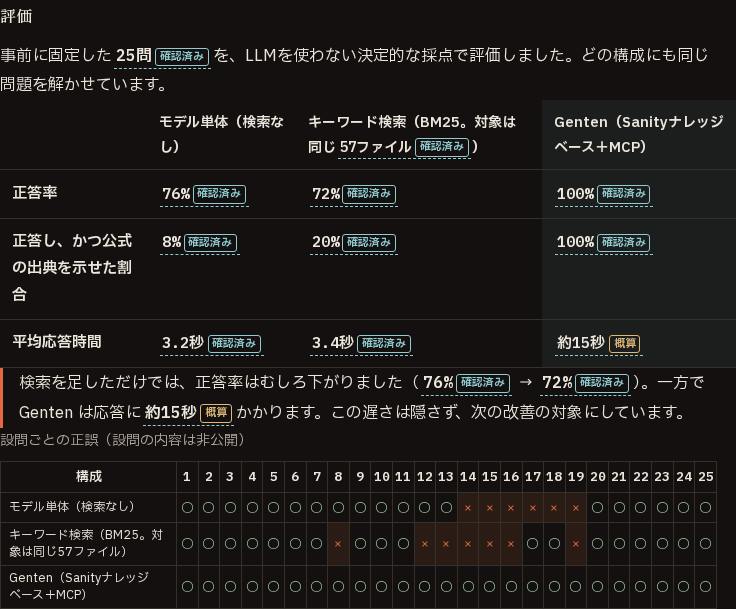 評価
事前に固定した 25問 確認済み を、LLMを使わない決定的な採点で評価しました。どの構成にも同じ
問題を解かせています。
モデル単体（検索な
し）
キーワード検索（BM25。対象は
同じ 57ファイル 確認済み ）
Genten（Sanityナレッジ
ベース＋MCP）
正答率
76% 確認済み
72% 確認済み
100% 確認済み
正答し、かつ公式
の出典を示せた割
合
8% 確認済み
20% 確認済み
100% 確認済み
平均応答時間
3.2秒 確認済み
3.4秒 確認済み
約15秒 概算
検索を足しただけでは、正答率はむしろ下がりました（ 76% 確認済み → 72% 確認済み ）。一方で
Genten は応答に 約15秒 概算 かかります。この遅さは隠さず、次の改善の対象にしています。
設問ごとの正誤（設問の内容は非公開）
構成 1 2 3 4 5 6 7 8 9 10 11 12 13 14 15 16 17 18 19 20 21 22 23 24 25
モデル単体（検索なし） ○ ○ ○ ○ ○ ○ ○ ○ ○ ○ ○ ○ ○ × × × × × × ○ ○ ○ ○ ○ ○
キーワード検索（BM25。対
象は同じ57ファイル） ○ ○ ○ ○ ○ ○ ○ × ○ ○ ○ × × × × × ○ ○ × ○ ○ ○ ○ ○ ○
Genten（Sanityナレッジ
ベース＋MCP） ○ ○ ○ ○ ○ ○ ○ ○ ○ ○ ○ ○ ○ ○ ○ ○ ○ ○ ○ ○ ○ ○ ○ ○ ○